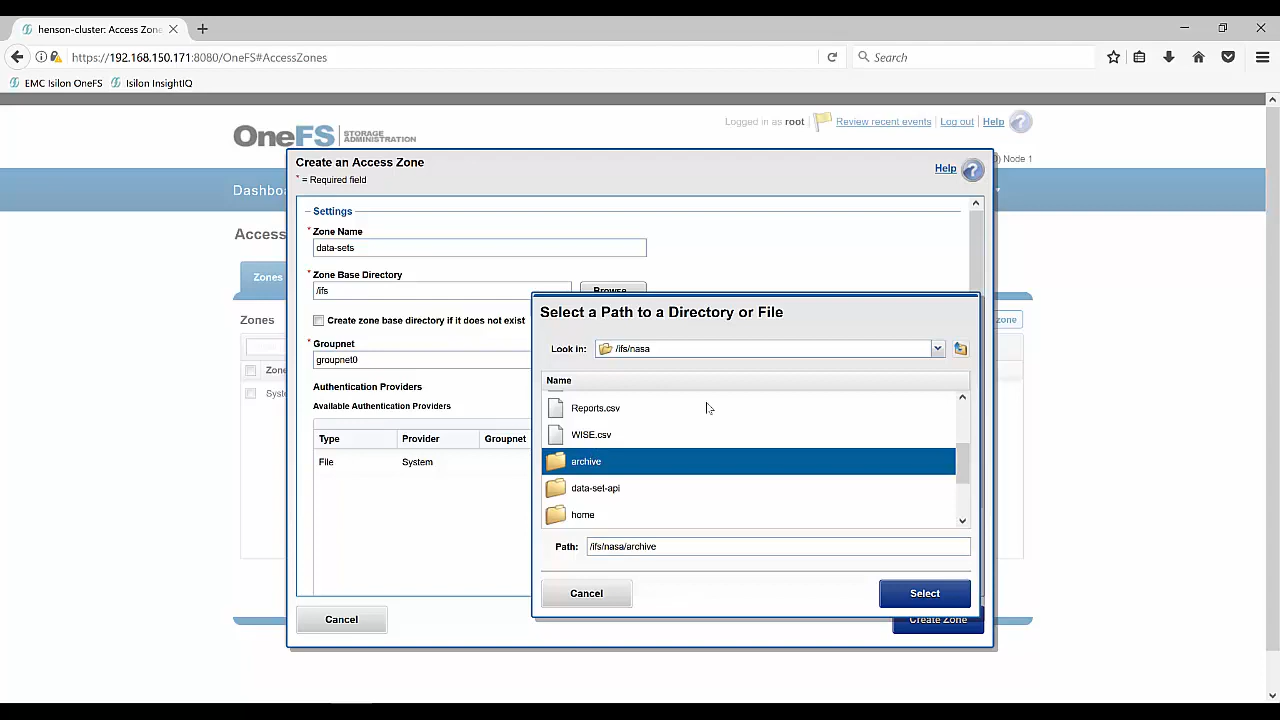 henson-cluster: Access Zone
https://192.168.150.171:8080/OneFS#AccessZones
Search
EMC Isilon OneFS
Isilon InsightIQ
OneFS STORAGE ADMINISTRATION
Logged in as root
Review recent events
Log out
Help
Node 1
Dashbo
Create an Access Zone
* = Required field
Help
Settings
Access
* Zone Name
data-sets
* Zone Base Directory
Zones
/ifs
Browse
Create zone base directory if it does not exist
Zones
zone
* Groupnet
groupnet0
Zone
Syst
Authentication Providers
Available Authentication Providers
Type Provider Groupnet
File System
Select a Path to a Directory or File
Look in: /ifs/nasa
Name
Reports.csv
WISE.csv
archive
data-set-api
home
Path: /ifs/nasa/archive
Cancel
Select
Cancel
Create Zone